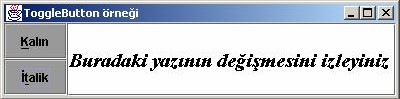 ToggleButton örneği
Kalın
İtalik
Buradaki yazının değişmesini izleyiniz